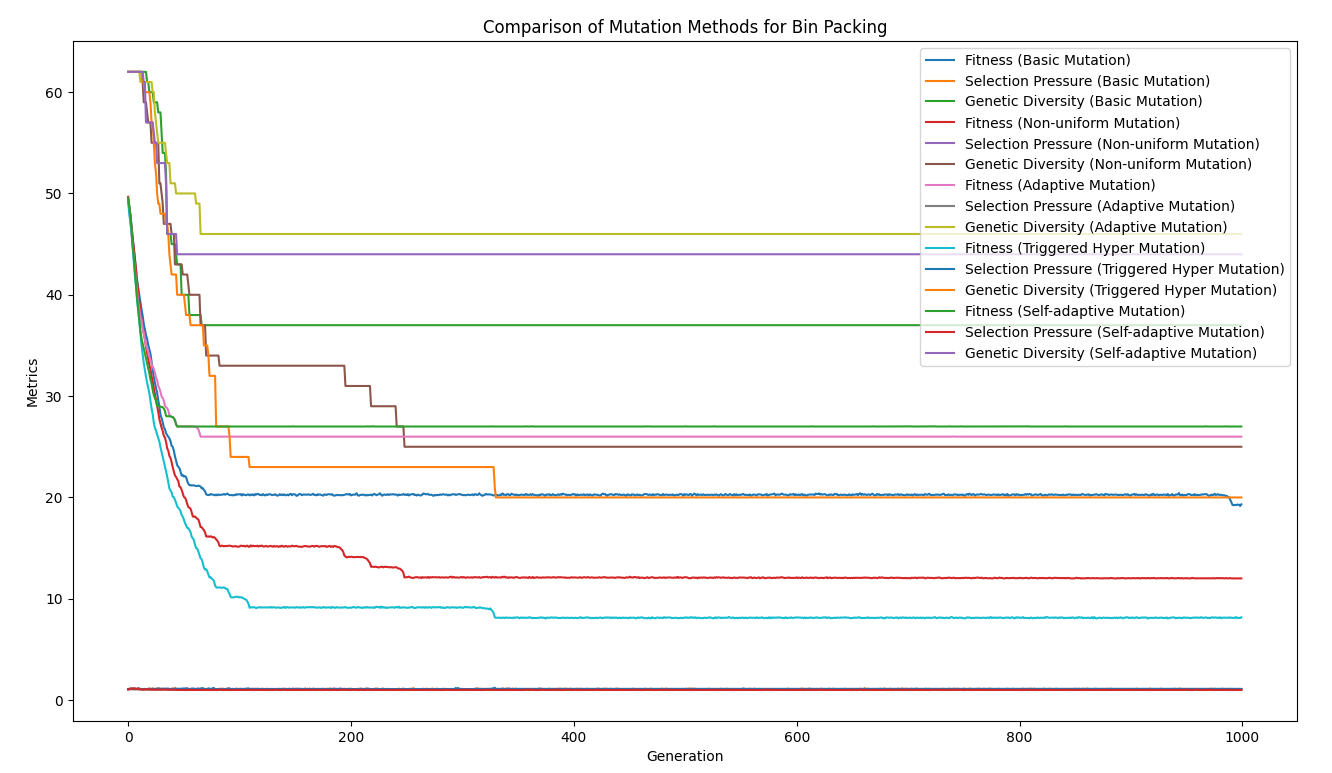 Comparison of Mutation Methods for Bin Packing
Fitness (Basic Mutation)
Selection Pressure (Basic Mutation)
Genetic Diversity (Basic Mutation)
Fitness (Non-uniform Mutation)
Selection Pressure (Non-uniform Mutation)
Genetic Diversity (Non-uniform Mutation)
Fitness (Adaptive Mutation)
Selection Pressure (Adaptive Mutation)
Genetic Diversity (Adaptive Mutation)
Fitness (Triggered Hyper Mutation)
Selection Pressure (Triggered Hyper Mutation)
Genetic Diversity (Triggered Hyper Mutation)
Fitness (Self-adaptive Mutation)
Selection Pressure (Self-adaptive Mutation)
Genetic Diversity (Self-adaptive Mutation)
Metrics
60
50
40
30
20
10
0
0 200 400 600 800 1000
Generation